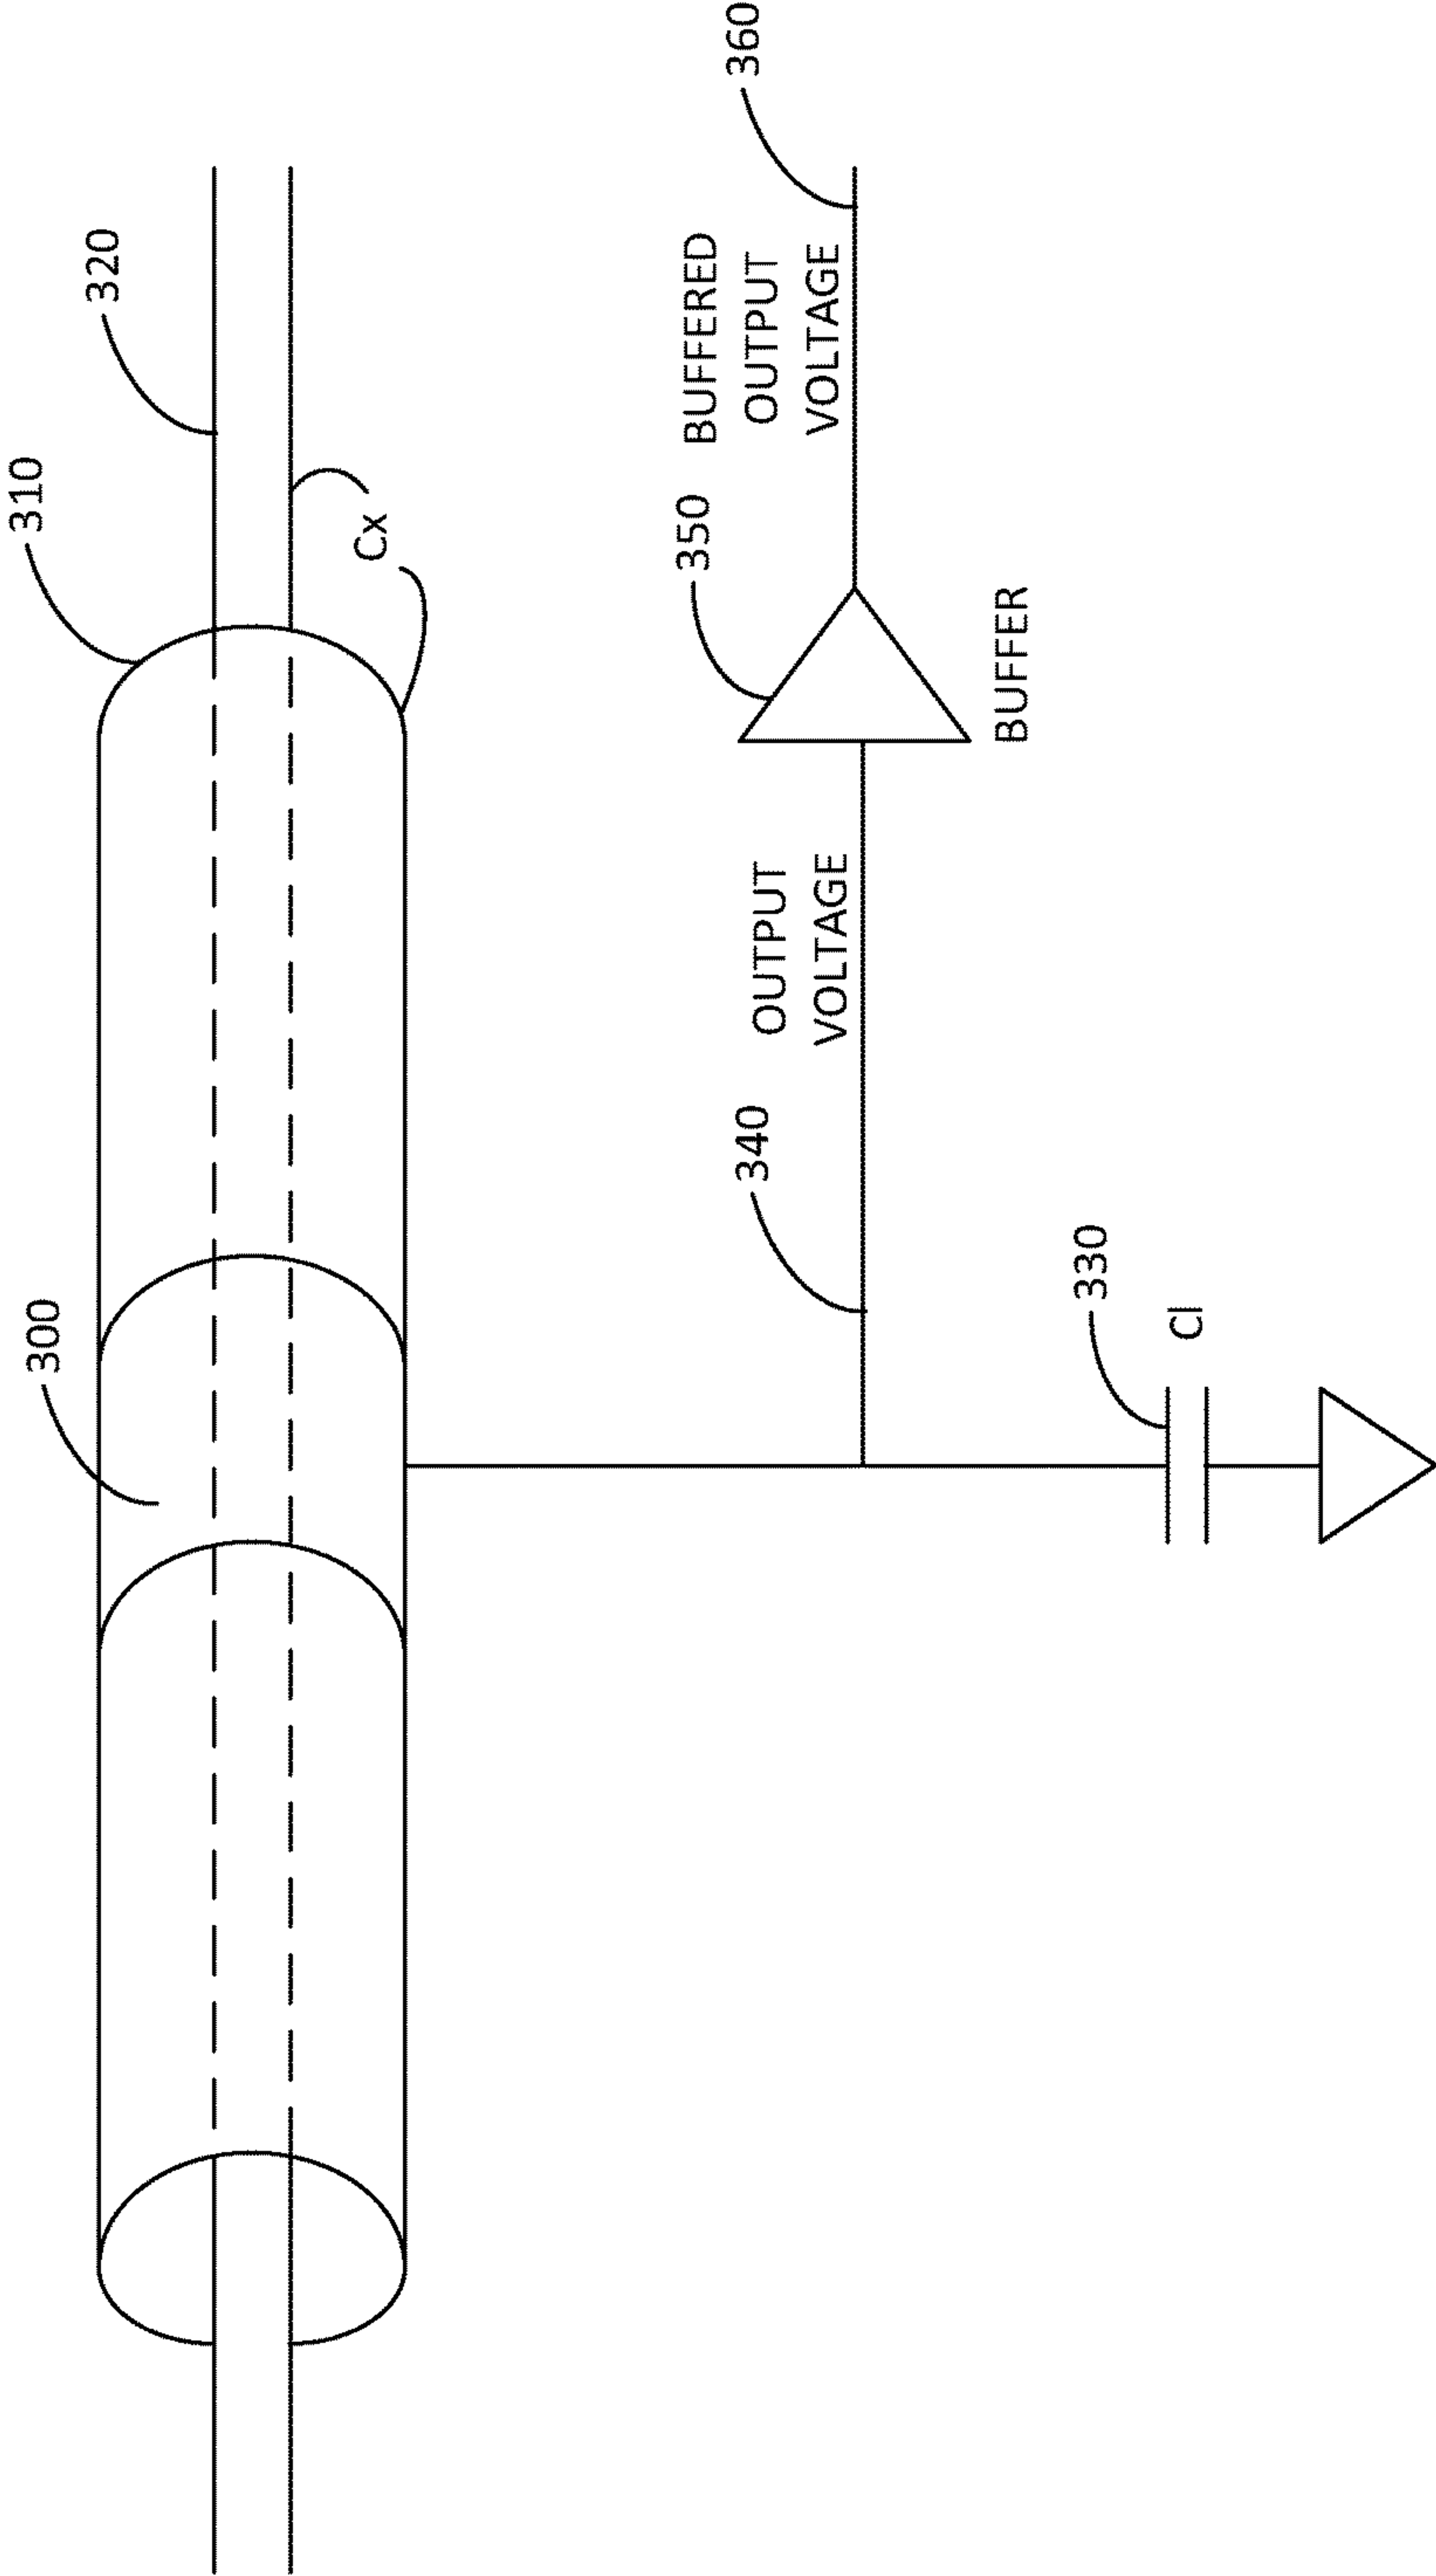 300
310
320
Cx
340
OUTPUT
VOLTAGE
350
BUFFER
BUFFERED
OUTPUT
VOLTAGE
360
330
Cl